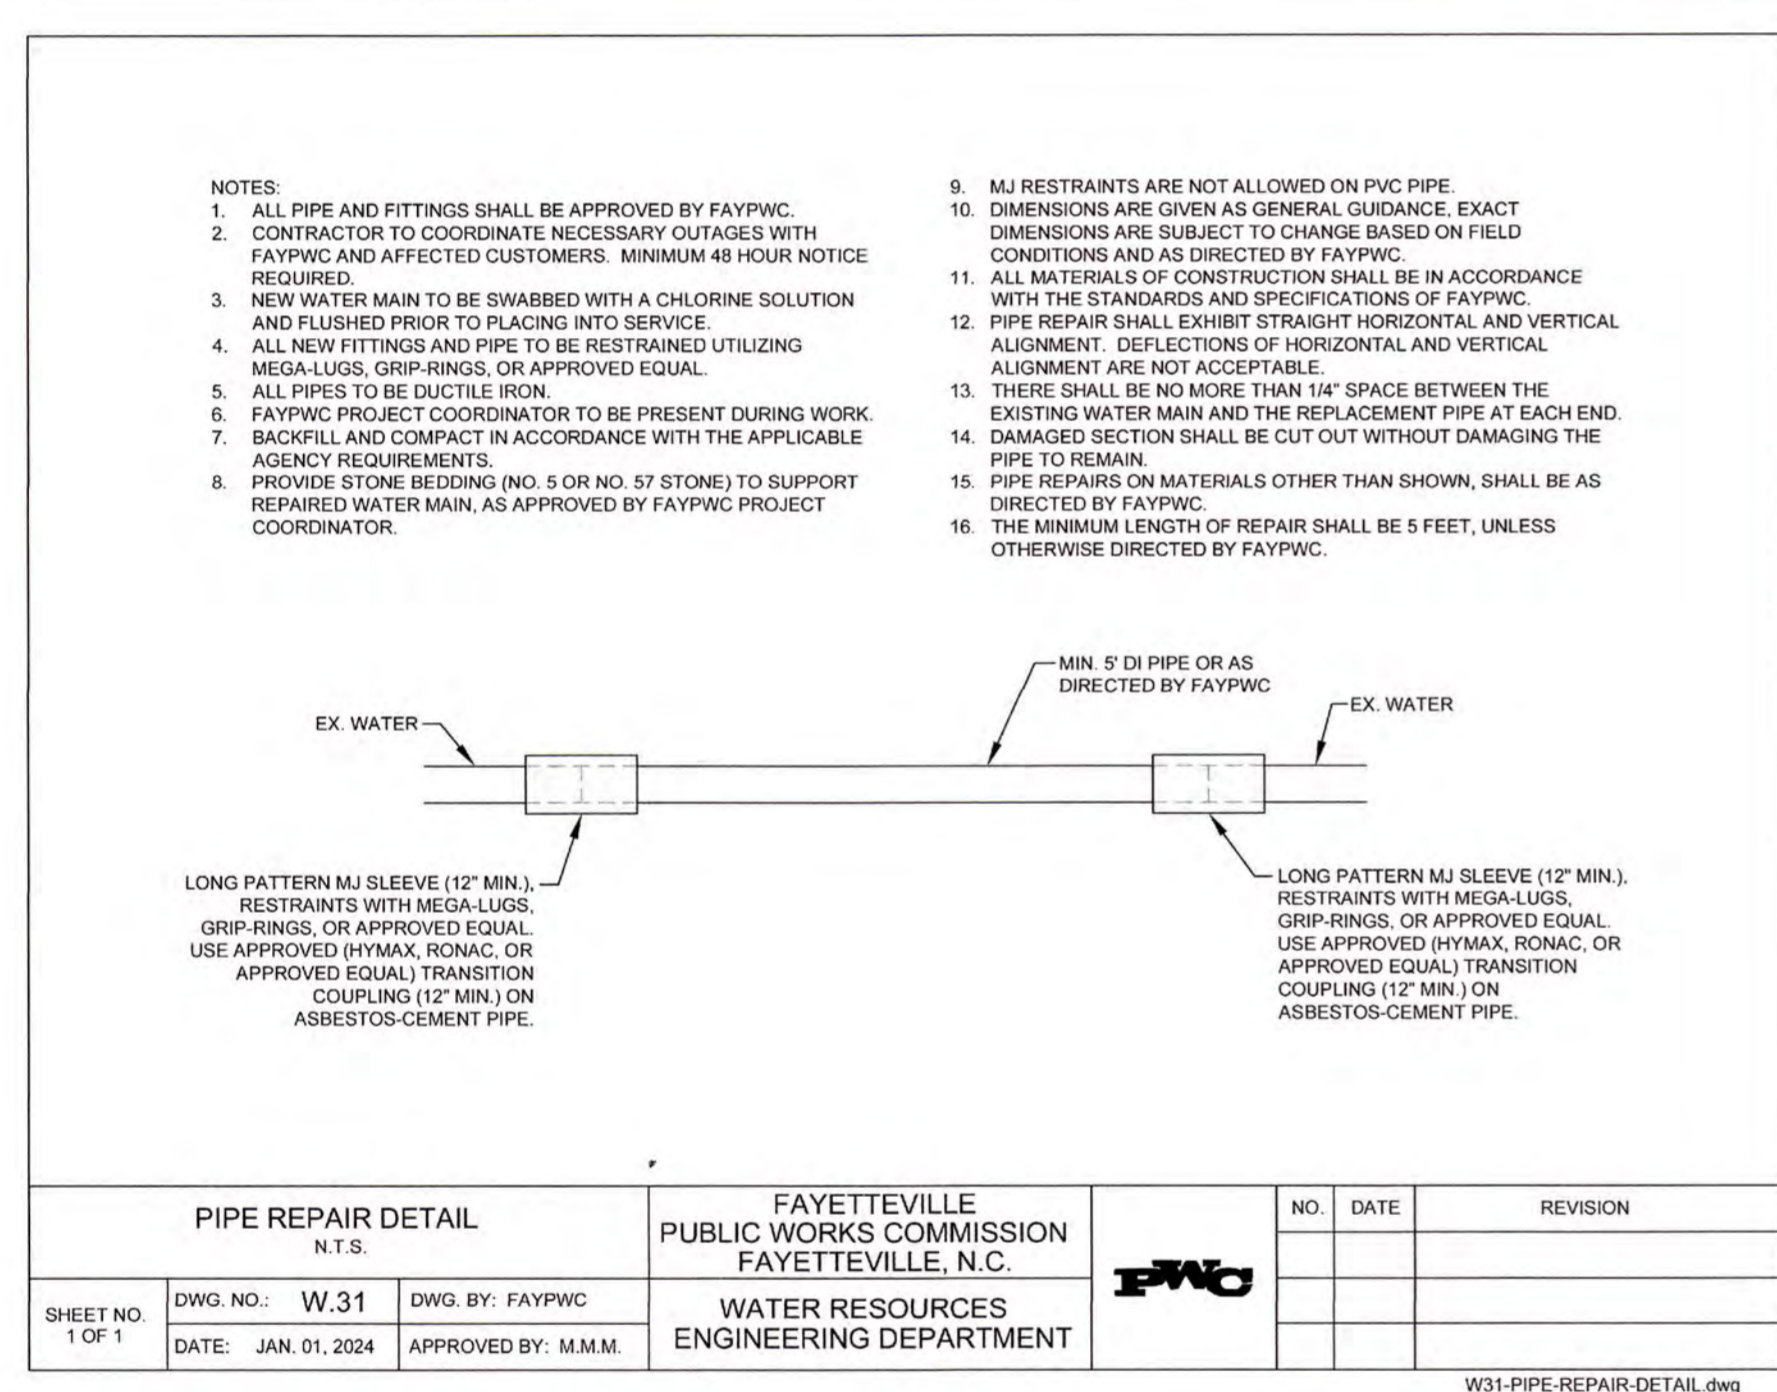 NOTES:
1. ALL PIPE AND FITTINGS SHALL BE APPROVED BY FAYPWC.
2. CONTRACTOR TO COORDINATE NECESSARY OUTAGES WITH
FAYPWC AND AFFECTED CUSTOMERS. MINIMUM 48 HOUR NOTICE
REQUIRED.
3. NEW WATER MAIN TO BE SWABBED WITH A CHLORINE SOLUTION
AND FLUSHED PRIOR TO PLACING INTO SERVICE.
4. ALL NEW FITTINGS AND PIPE TO BE RESTRAINED UTILIZING
MEGA-LUGS, GRIP-RINGS, OR APPROVED EQUAL.
5. ALL PIPES TO BE DUCTILE IRON.
6. FAYPWC PROJECT COORDINATOR TO BE PRESENT DURING WORK.
7. BACKFILL AND COMPACT IN ACCORDANCE WITH THE APPLICABLE
AGENCY REQUIREMENTS.
8. PROVIDE STONE BEDDING (NO. 5 OR NO. 57 STONE) TO SUPPORT
REPAIRED WATER MAIN, AS APPROVED BY FAYPWC PROJECT
COORDINATOR.
9. MJ RESTRAINTS ARE NOT ALLOWED ON PVC PIPE.
10. DIMENSIONS ARE GIVEN AS GENERAL GUIDANCE, EXACT
DIMENSIONS ARE SUBJECT TO CHANGE BASED ON FIELD
CONDITIONS AND AS DIRECTED BY FAYPWC.
11. ALL MATERIALS OF CONSTRUCTION SHALL BE IN ACCORDANCE
WITH THE STANDARDS AND SPECIFICATIONS OF FAYPWC.
12. PIPE REPAIR SHALL EXHIBIT STRAIGHT HORIZONTAL AND VERTICAL
ALIGNMENT. DEFLECTIONS OF HORIZONTAL AND VERTICAL
ALIGNMENT ARE NOT ACCEPTABLE.
13. THERE SHALL BE NO MORE THAN 1/4" SPACE BETWEEN THE
EXISTING WATER MAIN AND THE REPLACEMENT PIPE AT EACH END.
14. DAMAGED SECTION SHALL BE CUT OUT WITHOUT DAMAGING THE
PIPE TO REMAIN.
15. PIPE REPAIRS ON MATERIALS OTHER THAN SHOWN, SHALL BE AS
DIRECTED BY FAYPWC.
16. THE MINIMUM LENGTH OF REPAIR SHALL BE 5 FEET, UNLESS
OTHERWISE DIRECTED BY FAYPWC.
MIN. 5' DI PIPE OR AS
DIRECTED BY FAYPWC
EX. WATER
EX. WATER
LONG PATTERN MJ SLEEVE (12" MIN.),
RESTRAINTS WITH MEGA-LUGS,
GRIP-RINGS, OR APPROVED EQUAL.
USE APPROVED (HYMAX, RONAC, OR
APPROVED EQUAL) TRANSITION
COUPLING (12" MIN.) ON
ASBESTOS-CEMENT PIPE.
LONG PATTERN MJ SLEEVE (12" MIN.),
RESTRAINTS WITH MEGA-LUGS,
GRIP-RINGS, OR APPROVED EQUAL.
USE APPROVED (HYMAX, RONAC, OR
APPROVED EQUAL) TRANSITION
COUPLING (12" MIN.) ON
ASBESTOS-CEMENT PIPE.
PIPE REPAIR DETAIL
N.T.S.
SHEET NO.
1 OF 1
DWG. NO.: W.31
DWG. BY: FAYPWC
DATE: JAN. 01, 2024
APPROVED BY: M.M.M.
FAYETTEVILLE
PUBLIC WORKS COMMISSION
FAYETTEVILLE, N.C.
WATER RESOURCES
ENGINEERING DEPARTMENT
PWC
NO. DATE REVISION
W31-PIPE-REPAIR-DETAIL.dwg